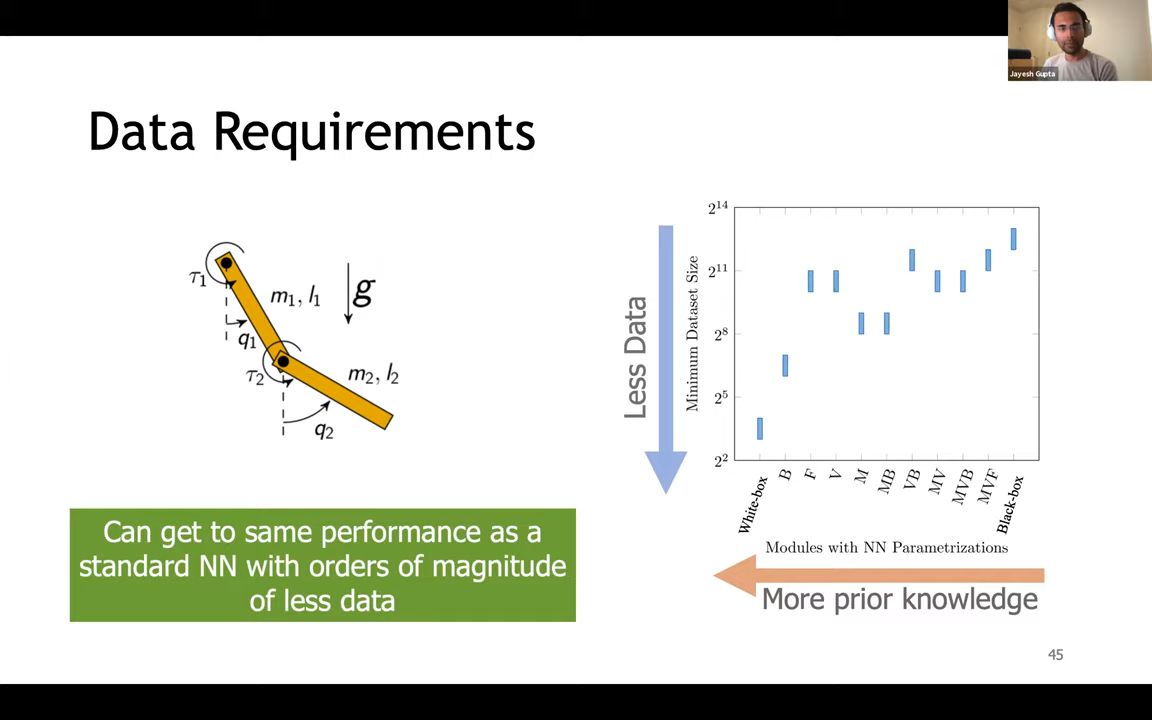 Jayesh Gupta
Data Requirements
τ₁
m₁, l₁
g
q₁
τ₂
m₂, l₂
q₂
Can get to same performance as a
standard NN with orders of magnitude
of less data
Less Data
Minimum Dataset Size
2¹⁴
2¹¹
2⁸
2⁵
2²
White-box
B
F
V
M
MB
VB
MV
MVB
MVF
Black-box
Modules with NN Parametrizations
More prior knowledge
45